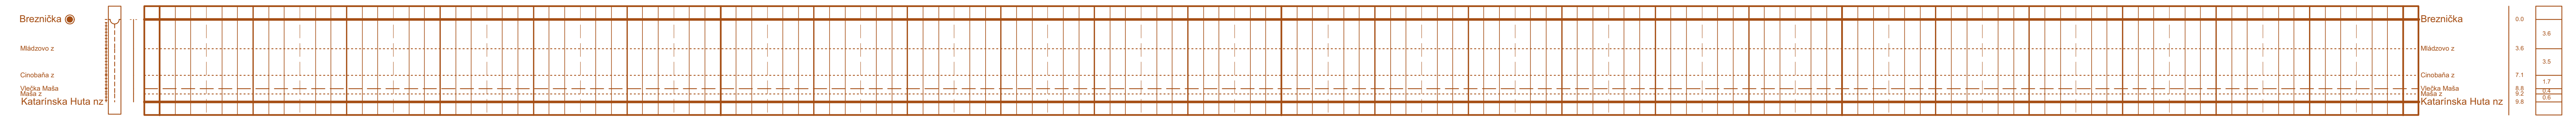 Breznička
Mládzovo z
Cinobaňa z
Vlečka Maša
Maša z
Katarínska Huta nz
Breznička
Mládzovo z
Cinobaňa z
Vlečka Maša
Maša z
Katarínska Huta nz
0.0
3.6
7.1
8.8
9.2
9.8
3.6
3.5
1.7
0.4
0.6